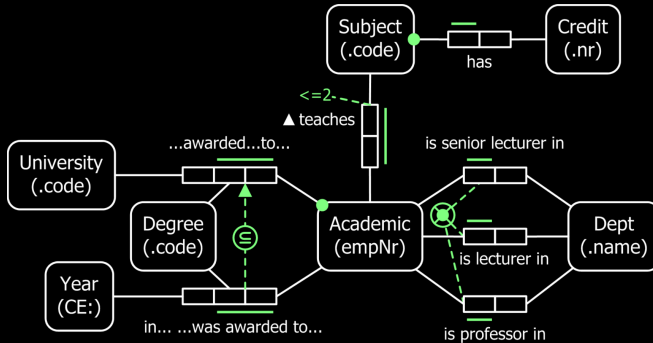 Subject
(.code)
Credit
(.nr)
has
<=2
▲ teaches
...awarded...to...
is senior lecturer in
University
(.code)
Degree
(.code)
Academic
(empNr)
Dept
(.name)
is lecturer in
Year
(CE:)
in... ...was awarded to...
is professor in